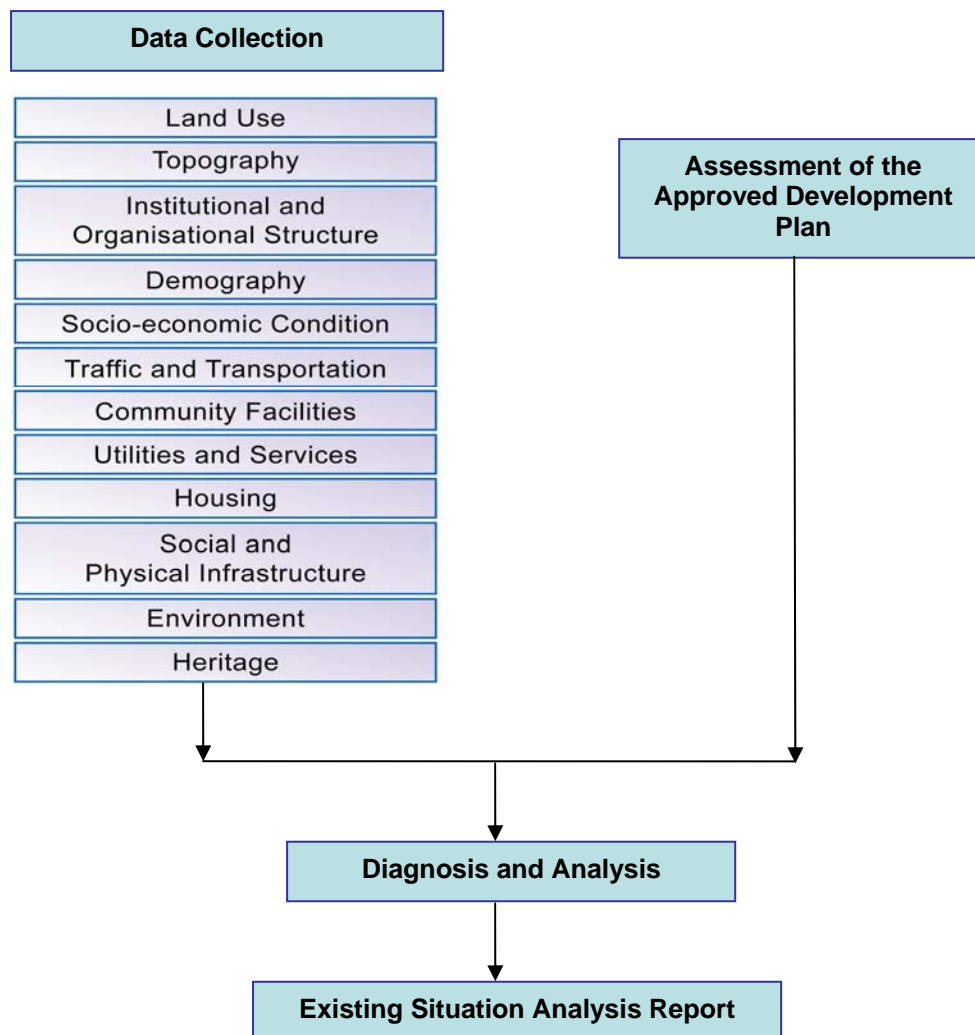 Data Collection
Land Use
Topography
Institutional and
Organisational Structure
Demography
Socio-economic Condition
Traffic and Transportation
Community Facilities
Utilities and Services
Housing
Social and
Physical Infrastructure
Environment
Heritage
Assessment of the
Approved Development
Plan
Diagnosis and Analysis
Existing Situation Analysis Report